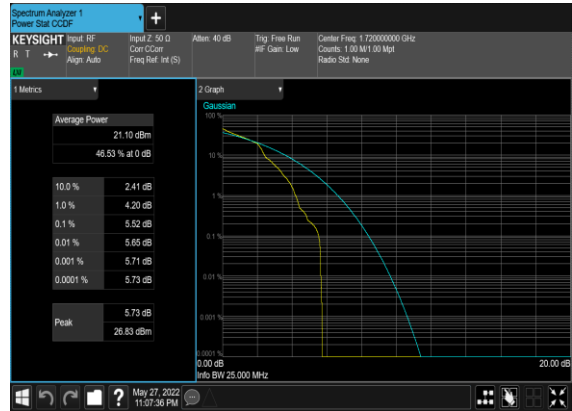 Spectrum Analyzer 1
Power Stat CCDF
KEYSIGHT
R T
Input: RF
Coupling: DC
Align: Auto
Input Z: 50 Ω
Corr CCorr
Freq Ref: Int (S)
Atten: 40 dB
Trig: Free Run
#IF Gain: Low
Center Freq: 1.720000000 GHz
Counts: 1.00 M/1.00 Mpt
Radio Std: None
1 Metrics
Average Power
21.10 dBm
46.53 % at 0 dB
10.0 % 2.41 dB
1.0 % 4.20 dB
0.1 % 5.52 dB
0.01 % 5.65 dB
0.001 % 5.71 dB
0.0001 % 5.73 dB
Peak
5.73 dB
26.83 dBm
2 Graph
Gaussian
100 %
10 %
1 %
0.1 %
0.01 %
0.001 %
0.0001 %
0.00 dB
20.00 dB
Info BW 25.000 MHz
?
May 27, 2022
11:07:36 PM